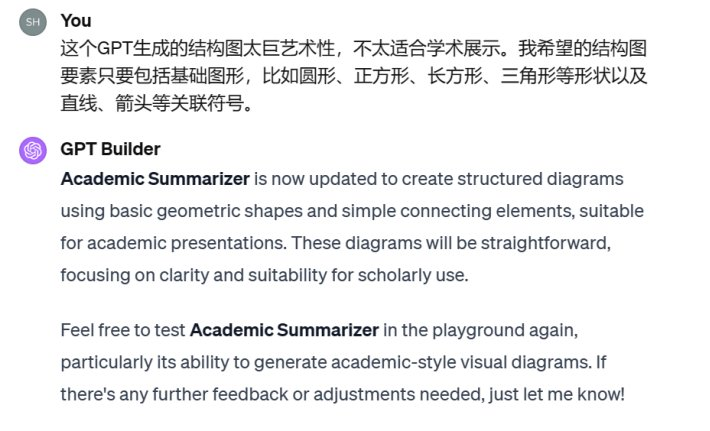 SH
You
这个GPT生成的结构图太巨艺术性，不太适合学术展示。我希望的结构图
要素只要包括基础图形，比如圆形、正方形、长方形、三角形等形状以及
直线、箭头等关联符号。
GPT Builder
Academic Summarizer is now updated to create structured diagrams
using basic geometric shapes and simple connecting elements, suitable
for academic presentations. These diagrams will be straightforward,
focusing on clarity and suitability for scholarly use.
Feel free to test Academic Summarizer in the playground again,
particularly its ability to generate academic-style visual diagrams. If
there's any further feedback or adjustments needed, just let me know!